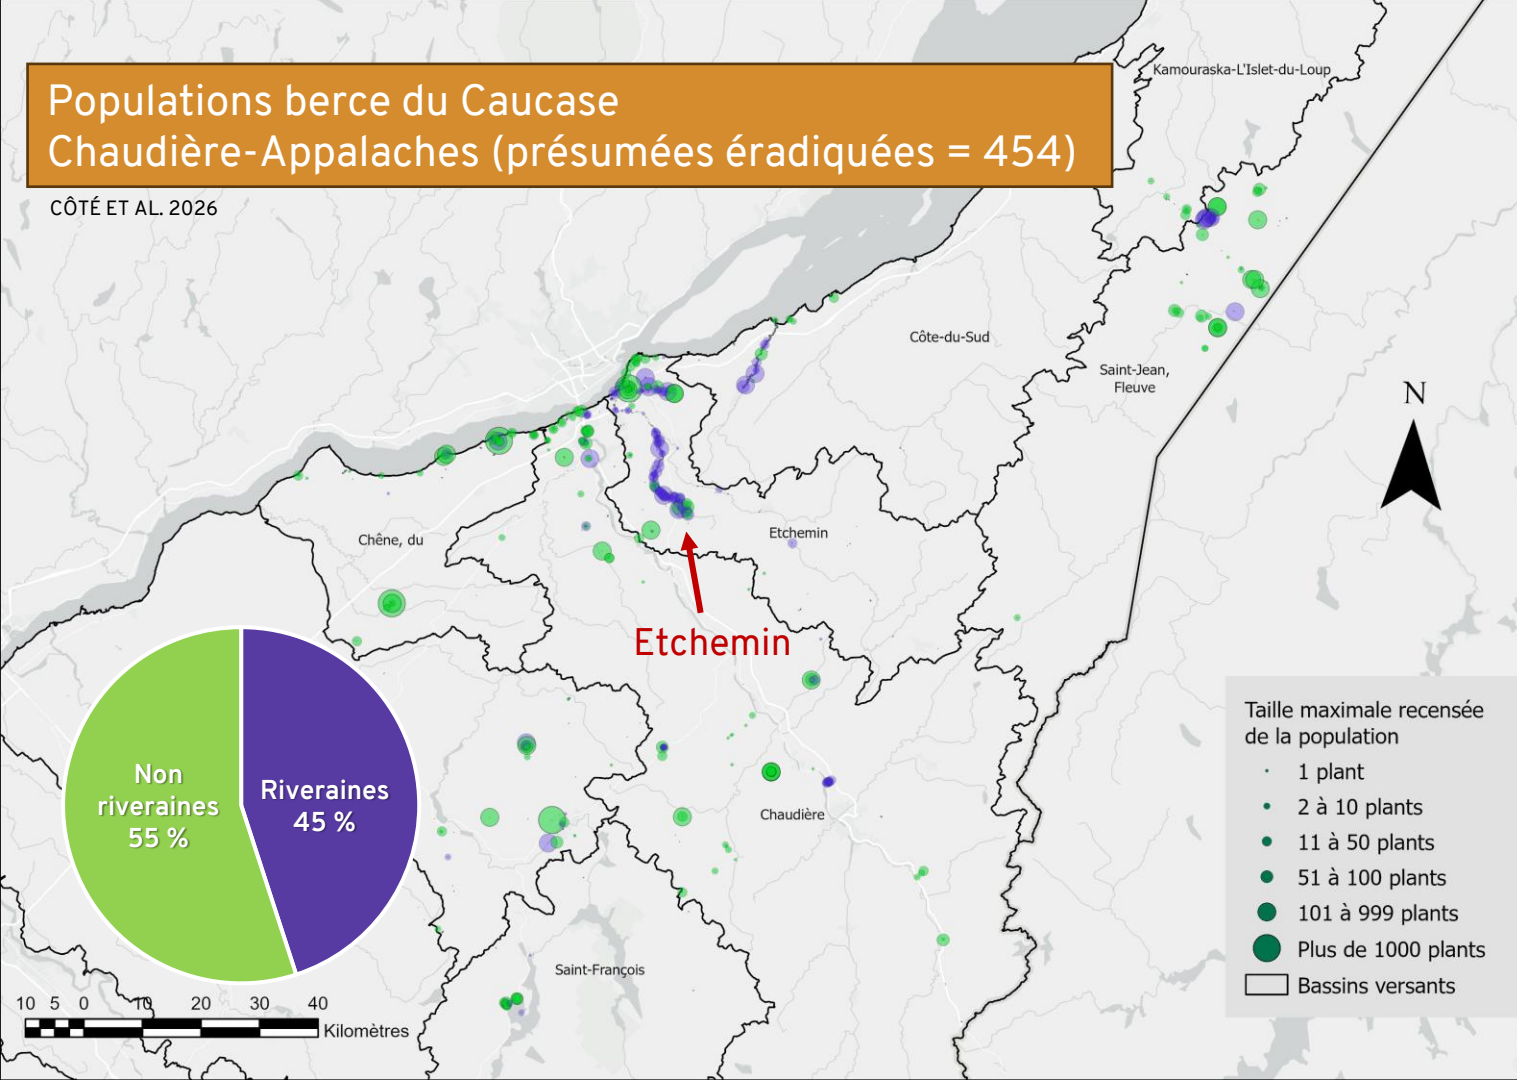 Populations berce du Caucase
Chaudière-Appalaches (présumées éradiquées = 454)
CÔTÉ ET AL. 2026
Kamouraska-L'Islet-du-Loup
Côte-du-Sud
Saint-Jean,
Fleuve
N
Chêne, du
Etchemin
Etchemin
Chaudière
Saint-François
Non
riveraines
55 %
Riveraines
45 %
10 5 0 10 20 30 40
Kilomètres
Taille maximale recensée
de la population
1 plant
2 à 10 plants
11 à 50 plants
51 à 100 plants
101 à 999 plants
Plus de 1000 plants
Bassins versants